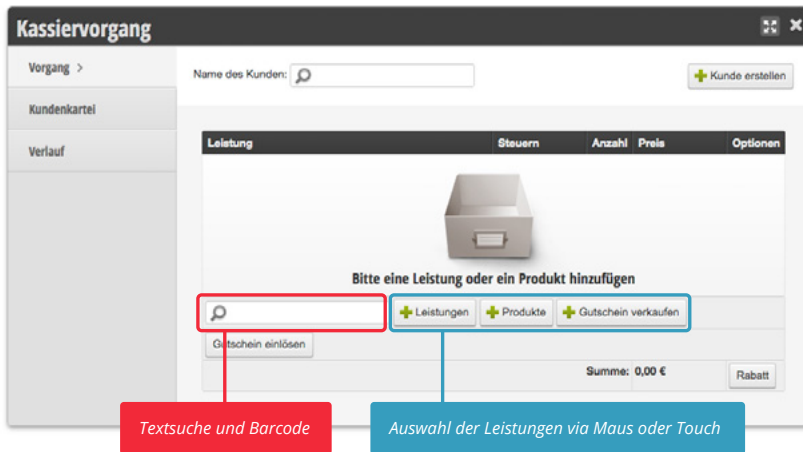 Kassiervorgang
Vorgang >
Name des Kunden:
Kunde erstellen
Kundenkartei
Verlauf
Leistung Steuern Anzahl Preis Optionen
Bitte eine Leistung oder ein Produkt hinzufügen
Leistungen Produkte Gutschein verkaufen
Gutschein einlösen
Summe: 0,00 €
Rabatt
Textsuche und Barcode
Auswahl der Leistungen via Maus oder Touch